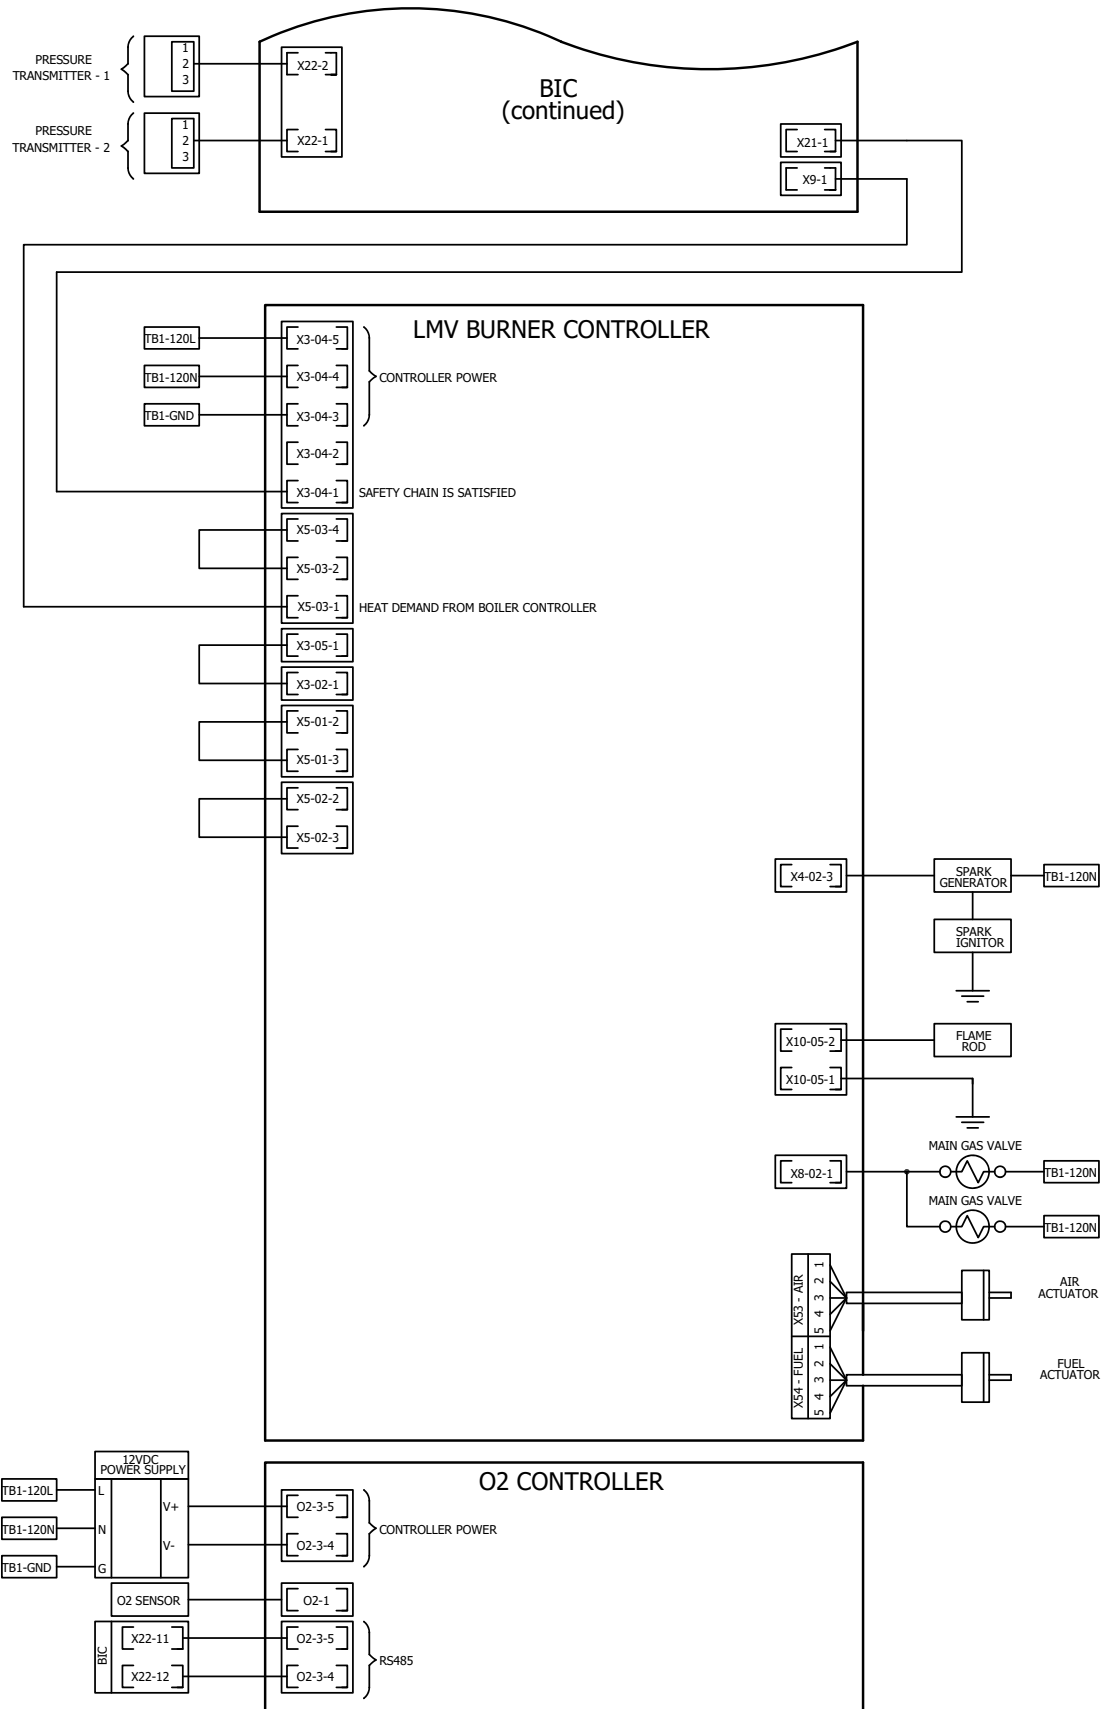 PRESSURE
TRANSMITTER - 1
1
2
3
X22-2
PRESSURE
TRANSMITTER - 2
1
2
3
X22-1
BIC
(continued)
X21-1
X9-1
LMV BURNER CONTROLLER
TB1-120L
X3-04-5
TB1-120N
X3-04-4
CONTROLLER POWER
TB1-GND
X3-04-3
X3-04-2
X3-04-1
SAFETY CHAIN IS SATISFIED
X5-03-4
X5-03-2
X5-03-1
HEAT DEMAND FROM BOILER CONTROLLER
X3-05-1
X3-02-1
X5-01-2
X5-01-3
X5-02-2
X5-02-3
X4-02-3
SPARK
GENERATOR
TB1-120N
SPARK
IGNITOR
X10-05-2
FLAME
ROD
X10-05-1
MAIN GAS VALVE
X8-02-1
TB1-120N
MAIN GAS VALVE
TB1-120N
X53 - AIR
1
2
3
4
5
AIR
ACTUATOR
X54 - FUEL
1
2
3
4
5
FUEL
ACTUATOR
12VDC
POWER SUPPLY
TB1-120L
L
V+
TB1-120N
N
V-
TB1-GND
G
O2 CONTROLLER
O2-3-5
O2-3-4
CONTROLLER POWER
O2 SENSOR
O2-1
BIC
X22-11
O2-3-5
X22-12
O2-3-4
RS485